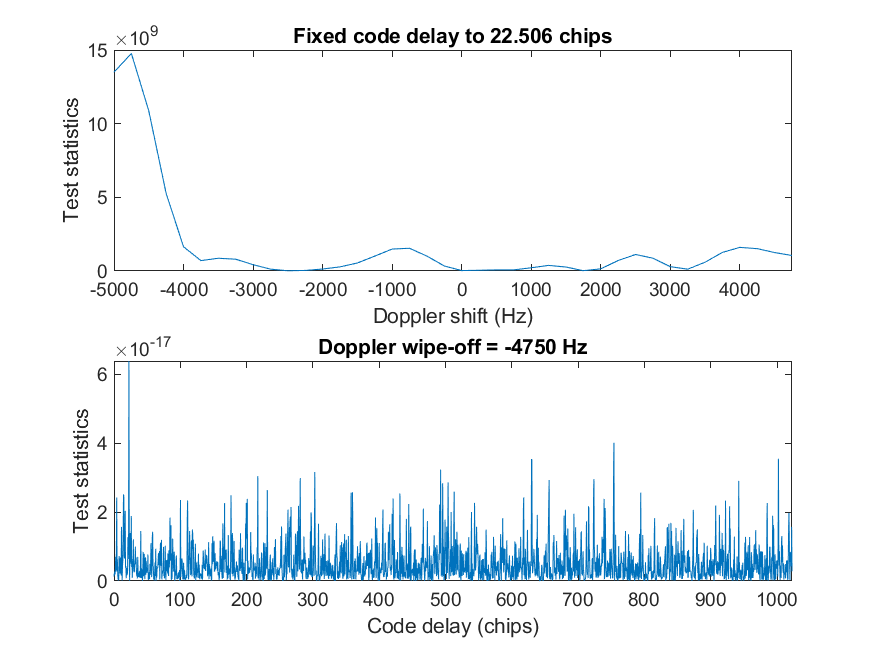 ×10⁹
Fixed code delay to 22.506 chips
15
10
5
0
Test statistics
-5000 -4000 -3000 -2000 -1000 0 1000 2000 3000 4000
Doppler shift (Hz)
×10⁻¹⁷
Doppler wipe-off = -4750 Hz
6
4
2
0
Test statistics
0 100 200 300 400 500 600 700 800 900 1000
Code delay (chips)